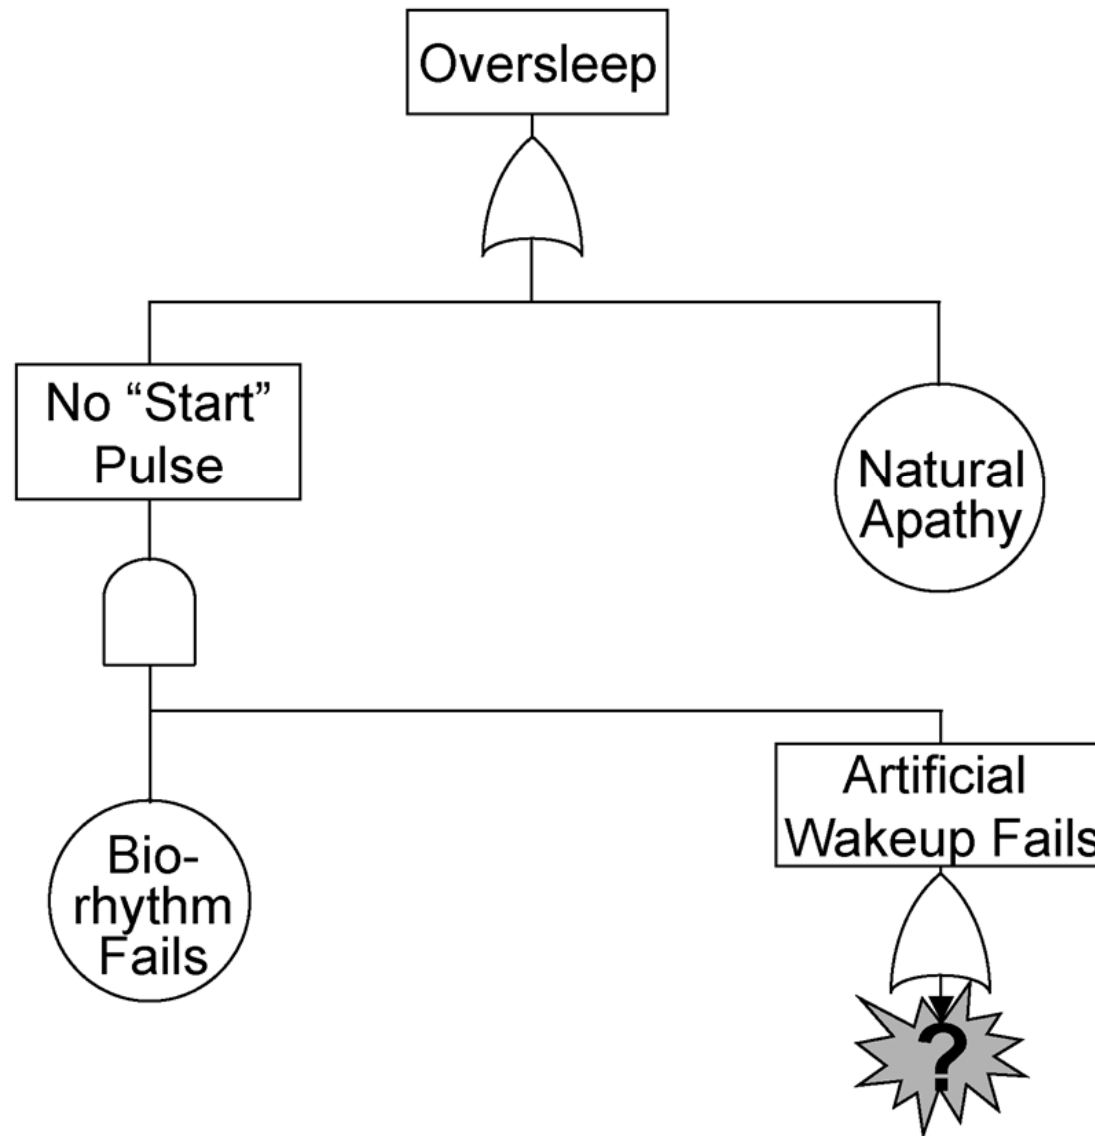 Oversleep
No “Start”
Pulse
Natural
Apathy
Bio-
rhythm
Fails
Artificial
Wakeup Fails
?